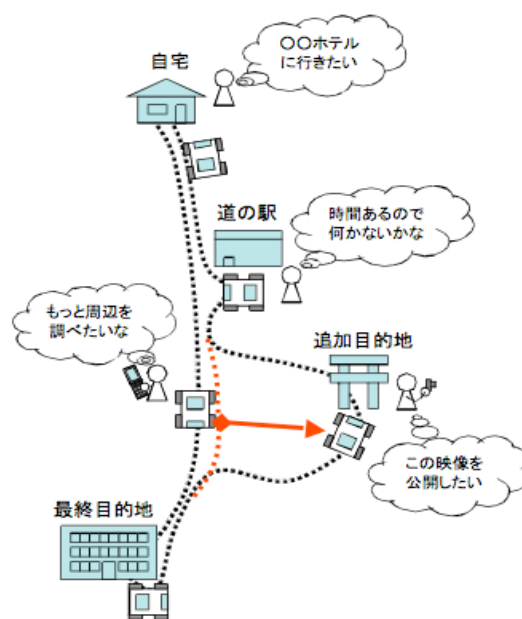 〇〇ホテル
に行きたい
自宅
時間あるので
何かないかな
道の駅
もっと周辺を
調べたいな
追加目的地
この映像を
公開したい
最終目的地